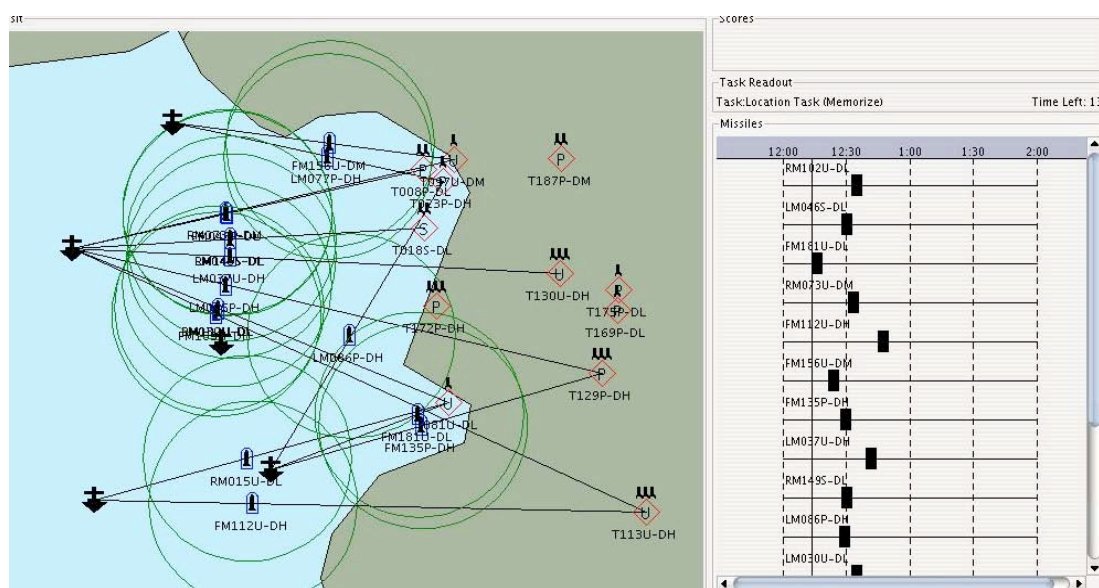 Scores
Task Readout
Task:Location Task (Memorize) Time Left: 13
Missiles
12:00 12:30 1:00 1:30 2:00
RM102U-DL
LM046S-DL
FM181U-DL
RM073U-DM
FM112U-DH
FM156U-DM
FM135P-DH
LM037U-DH
RM149S-DL
LM086P-DH
LM030U-DL
U
P
P
FM156U-DM
LM077P-DH
T097U-DM
T008P-DL
T023P-DH
T187P-DM
S
T018S-DL
LM037U-DH
U
T130U-DH
P
T175P-DL
P
T172P-DH
T169P-DL
LM086P-DH
P
T129P-DH
U
FM181U-DL
FM135P-DH
RM015U-DL
FM112U-DH
U
T113U-DH